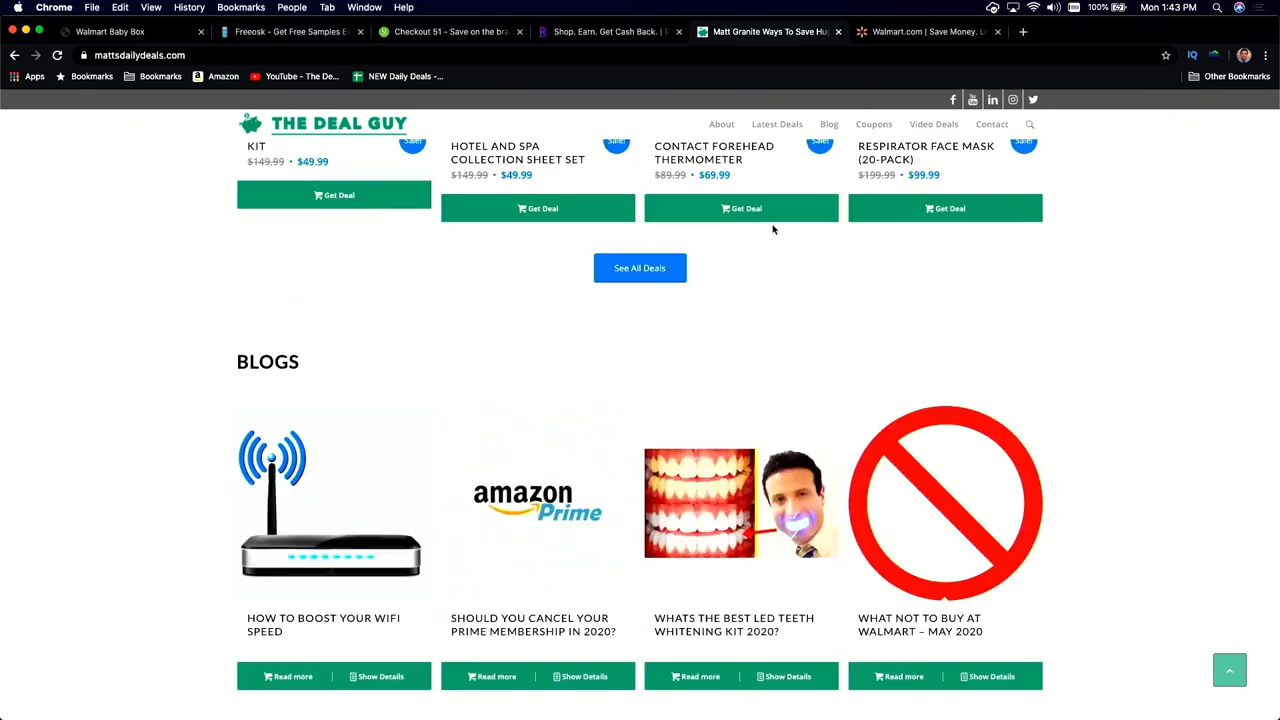 Chrome File Edit View History Bookmarks People Tab Window Help 100% Mon 1:43 PM
Walmart Baby Box Freeosk - Get Free Samples Ev Checkout 51 - Save on the bra Shop. Earn. Get Cash Back. | R Matt Granite Ways To Save Hu Walmart.com | Save Money. Li
mattsdailydeals.com
Apps Bookmarks Bookmarks Amazon YouTube - The De... NEW Daily Deals -... Other Bookmarks
THE DEAL GUY
About Latest Deals Blog Coupons Video Deals Contact
KIT
$149.99 • $49.99
Sale!
Get Deal
HOTEL AND SPA
COLLECTION SHEET SET
$149.99 • $49.99
Sale!
Get Deal
CONTACT FOREHEAD
THERMOMETER
$89.99 • $69.99
Sale!
Get Deal
RESPIRATOR FACE MASK
(20-PACK)
$199.99 • $99.99
Sale!
Get Deal
See All Deals
BLOGS
amazon
Prime
HOW TO BOOST YOUR WIFI
SPEED
Read more Show Details
SHOULD YOU CANCEL YOUR
PRIME MEMBERSHIP IN 2020?
Read more Show Details
WHATS THE BEST LED TEETH
WHITENING KIT 2020?
Read more Show Details
WHAT NOT TO BUY AT
WALMART – MAY 2020
Read more Show Details